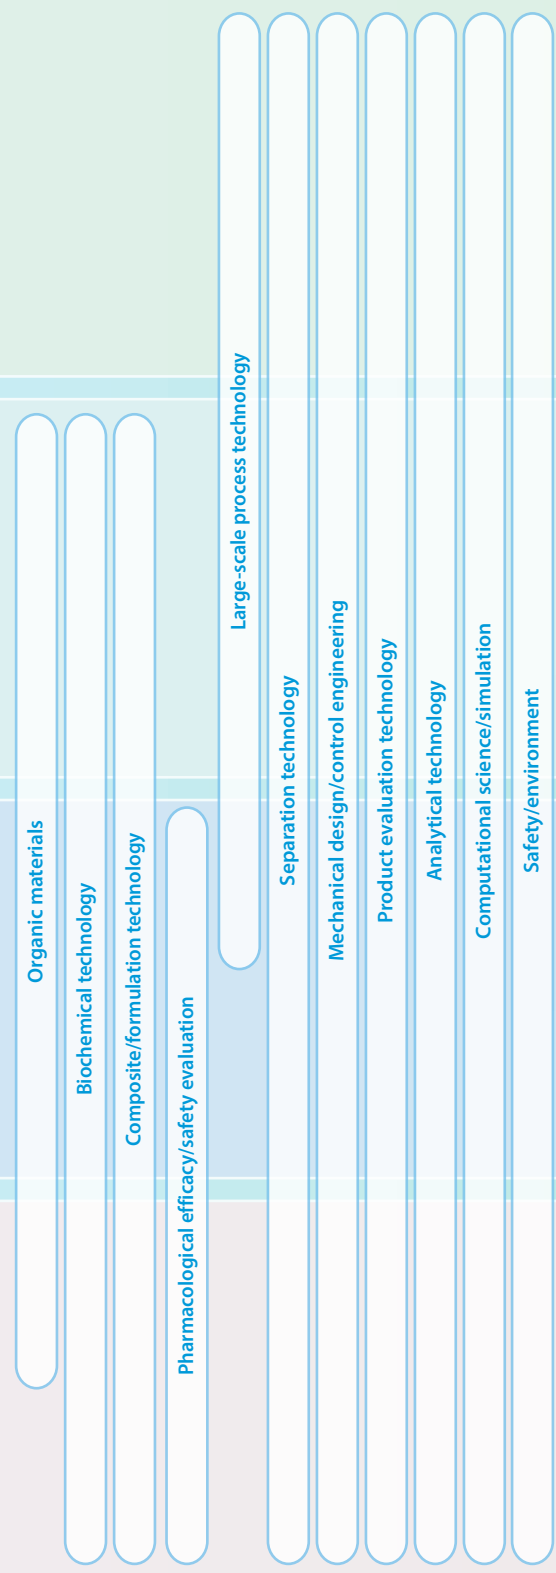 Organic materials
Biochemical technology
Composite/formulation technology
Pharmacological efficacy/safety evaluation
Large-scale process technology
Separation technology
Mechanical design/control engineering
Product evaluation technology
Analytical technology
Computational science/simulation
Safety/environment